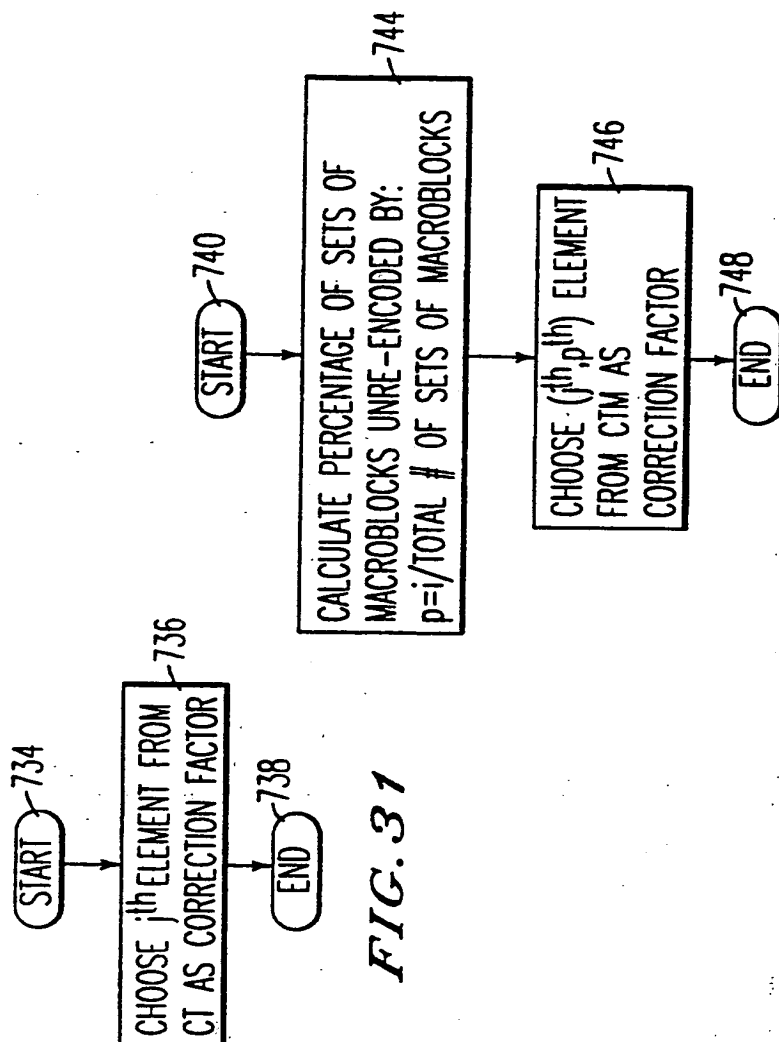 START
734
CHOOSE jth ELEMENT FROM
CT AS CORRECTION FACTOR
736
END
738
FIG.31
START
740
CALCULATE PERCENTAGE OF SETS OF
MACROBLOCKS UNRE-ENCODED BY:
p=i/TOTAL # OF SETS OF MACROBLOCKS
744
CHOOSE (jth,pth) ELEMENT
FROM CTM AS
CORRECTION FACTOR
746
END
748